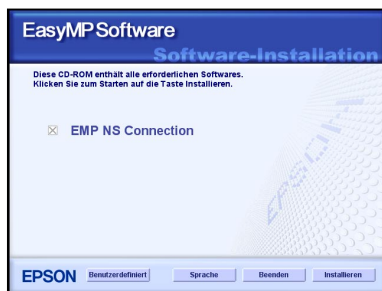 EasyMP Software
Software-Installation
Diese CD-ROM enthält alle erforderlichen Softwares.
Klicken Sie zum Starten auf die Taste Installieren.
EMP NS Connection
EPSON
EPSON
Benutzerdefiniert
Sprache
Beenden
Installieren